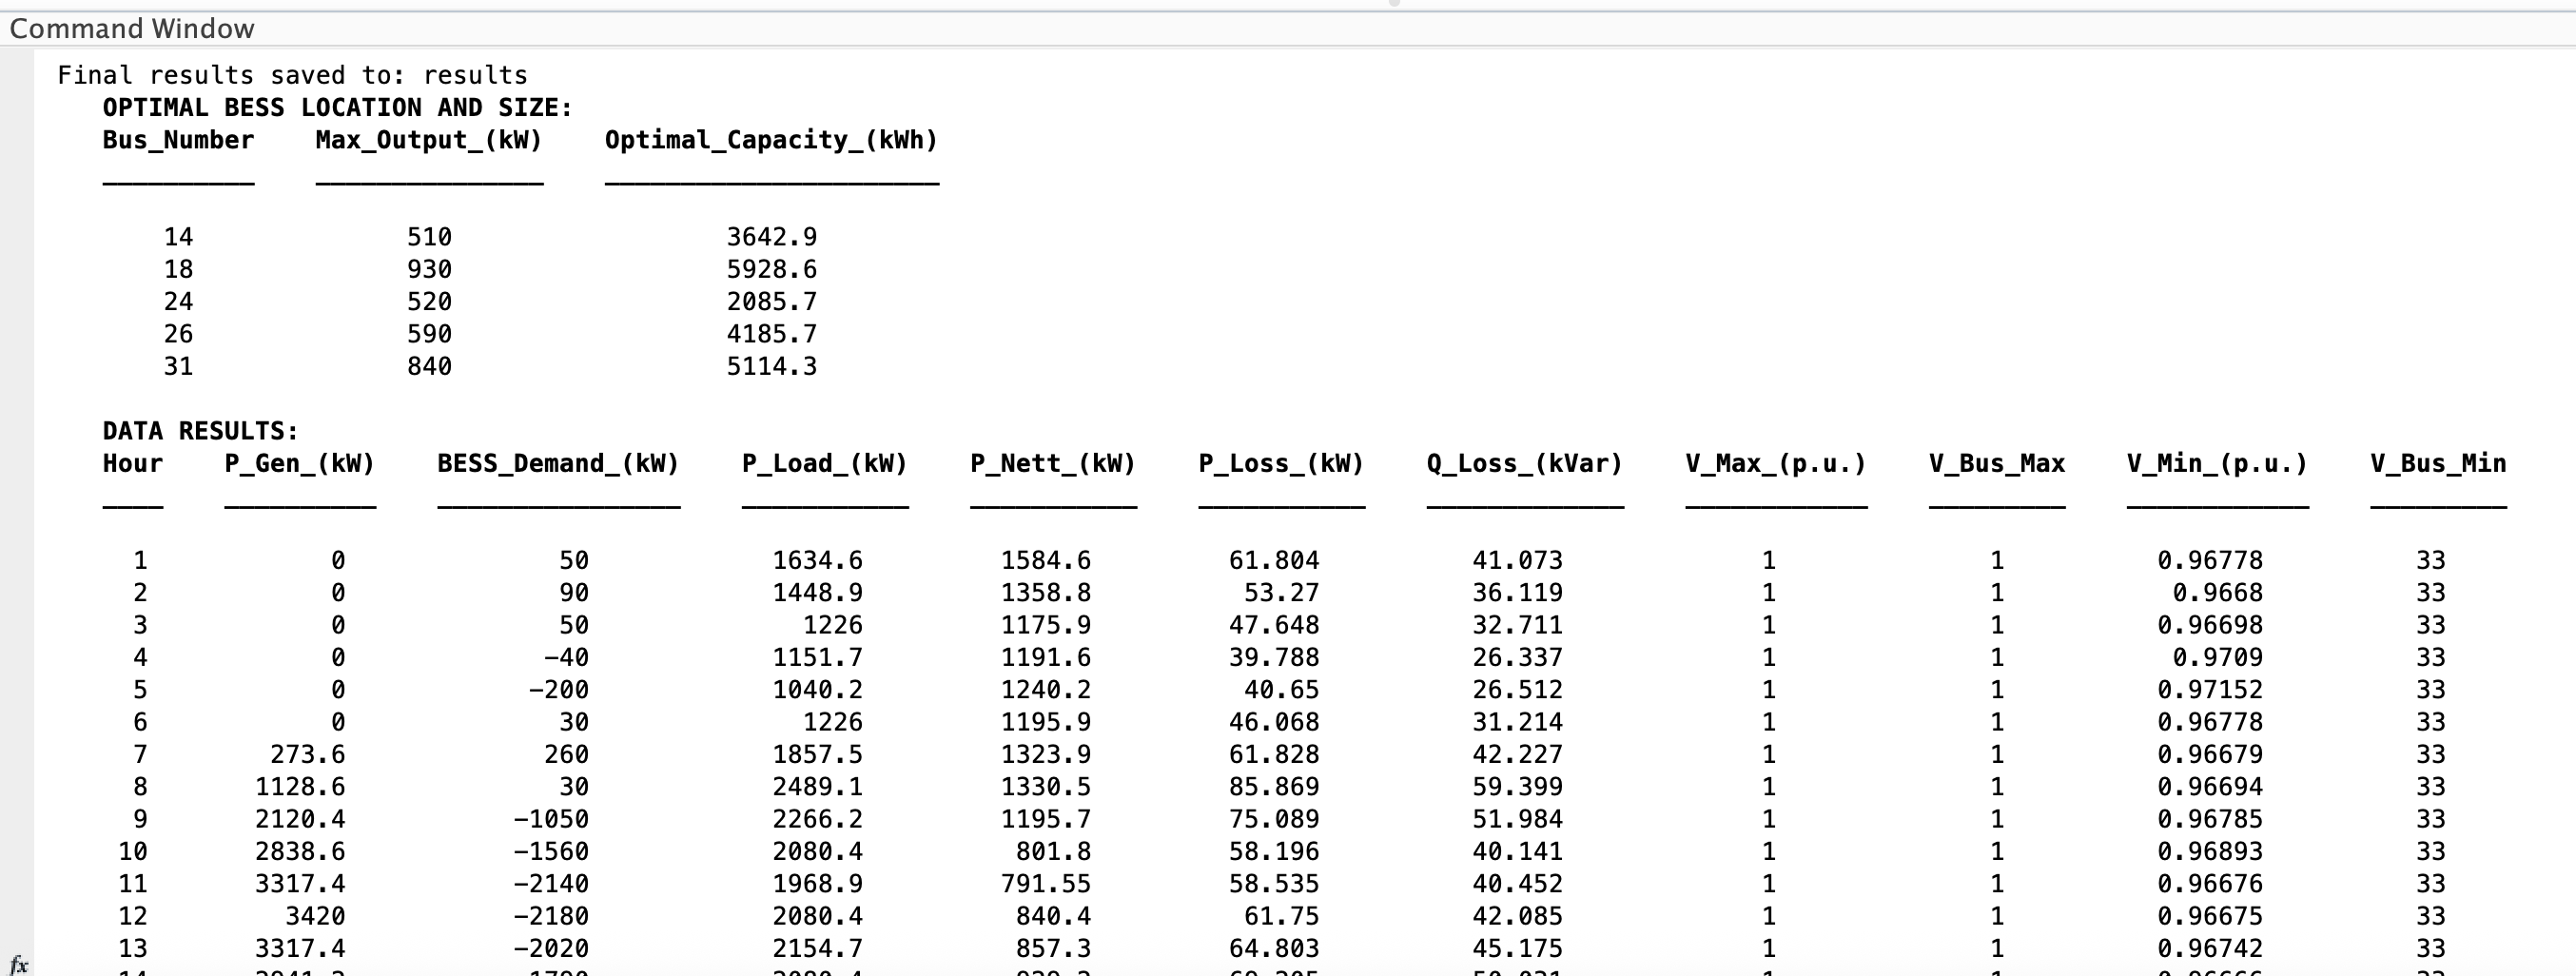 Command Window
Final results saved to: results
OPTIMAL BESS LOCATION AND SIZE:
Bus_Number Max_Output_(kW) Optimal_Capacity_(kWh)
14 510 3642.9
18 930 5928.6
24 520 2085.7
26 590 4185.7
31 840 5114.3
DATA RESULTS:
Hour P_Gen_(kW) BESS_Demand_(kW) P_Load_(kW) P_Nett_(kW) P_Loss_(kW) Q_Loss_(kVar) V_Max_(p.u.) V_Bus_Max V_Min_(p.u.) V_Bus_Min
1 0 50 1634.6 1584.6 61.804 41.073 1 1 0.96778 33
2 0 90 1448.9 1358.8 53.27 36.119 1 1 0.9668 33
3 0 50 1226 1175.9 47.648 32.711 1 1 0.96698 33
4 0 -40 1151.7 1191.6 39.788 26.337 1 1 0.9709 33
5 0 -200 1040.2 1240.2 40.65 26.512 1 1 0.97152 33
6 0 30 1226 1195.9 46.068 31.214 1 1 0.96778 33
7 273.6 260 1857.5 1323.9 61.828 42.227 1 1 0.96679 33
8 1128.6 30 2489.1 1330.5 85.869 59.399 1 1 0.96694 33
9 2120.4 -1050 2266.2 1195.7 75.089 51.984 1 1 0.96785 33
10 2838.6 -1560 2080.4 801.8 58.196 40.141 1 1 0.96893 33
11 3317.4 -2140 1968.9 791.55 58.535 40.452 1 1 0.96676 33
12 3420 -2180 2080.4 840.4 61.75 42.085 1 1 0.96675 33
13 3317.4 -2020 2154.7 857.3 64.803 45.175 1 1 0.96742 33
fx